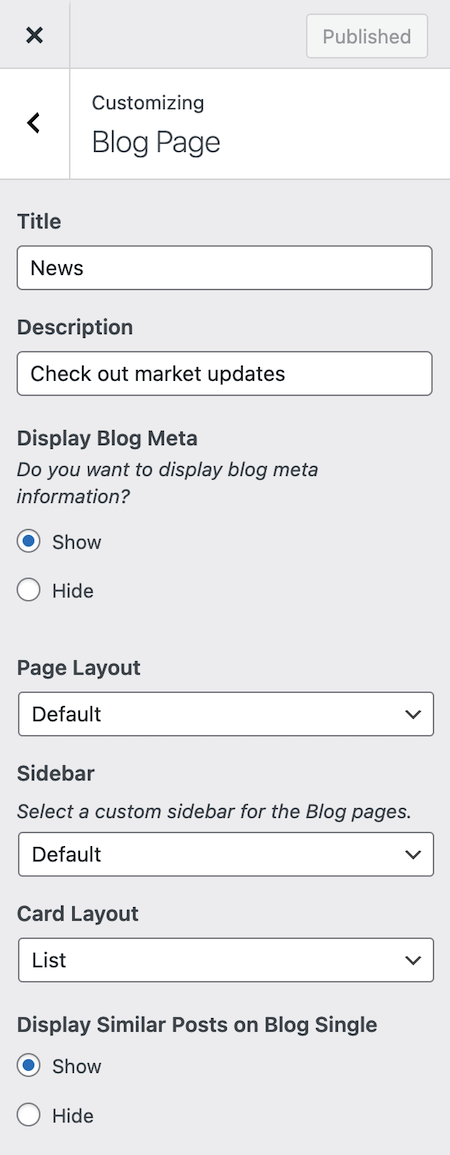 Published
Customizing
Blog Page
Title
News
Description
Check out market updates
Display Blog Meta
Do you want to display blog meta
information?
Show
Hide
Page Layout
Default
Sidebar
Select a custom sidebar for the Blog pages.
Default
Card Layout
List
Display Similar Posts on Blog Single
Show
Hide